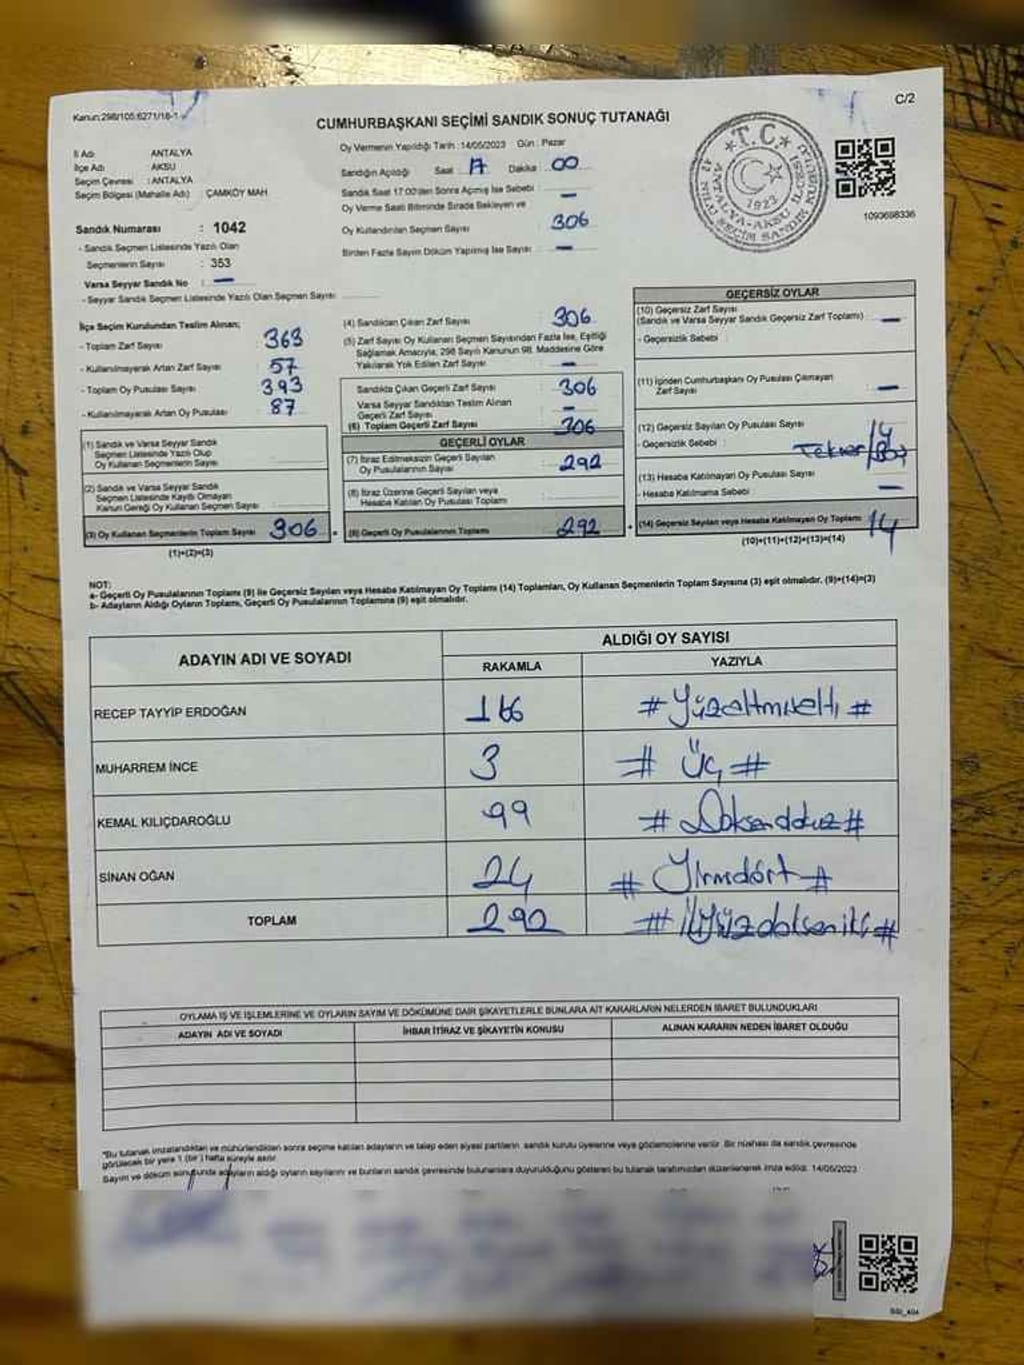 Kanun:298/105:6271/18-1
C/2
CUMHURBAŞKANI SEÇİMİ SANDIK SONUÇ TUTANAĞI
İl Adı : ANTALYA
İlçe Adı : AKSU
Seçim Çevresi : ANTALYA
Seçim Bölgesi (Mahalle Adı) : ÇAMKÖY MAH
Sandık Numarası : 1042
- Sandık Seçmen Listesinde Yazılı Olan
Seçmenlerin Sayısı : 353
Varsa Seyyar Sandık No : —
- Seyyar Sandık Seçmen Listesinde Yazılı Olan Seçmen Sayısı :
Oy Vermenin Yapıldığı Tarih : 14/05/2023 Gün : Pazar
Sandığın Açıldığı Saat 17 Dakika 00
Sandık Saat 17:00'den Sonra Açılmış İse Sebebi —
Oy Verme Saati Bitiminde Sırada Bekleyen ve
Oy Kullandırılan Seçmen Sayısı 306
Birden Fazla Sayım Döküm Yapılmış İse Sayısı —
T.C.
1923
ANTALYA-AKSU İLÇESİ
SEÇİM SANDIK KURULU
1093698336
İlçe Seçim Kurulundan Teslim Alınan;
- Toplam Zarf Sayısı : 363
- Kullanılmayarak Artan Zarf Sayısı : 57
- Toplam Oy Pusulası Sayısı : 393
- Kullanılmayarak Artan Oy Pusulası : 87
(1) Sandık ve Varsa Seyyar Sandık
Seçmen Listesinde Yazılı Olup
Oy Kullanan Seçmenlerin Sayısı :
(2) Sandık ve Varsa Seyyar Sandık
Seçmen Listesinde Kayıtlı Olmayan
Kanun Gereği Oy Kullanan Seçmen Sayısı :
(3) Oy Kullanan Seçmenlerin Toplam Sayısı : 306
(1)+(2)=(3)
(4) Sandıktan Çıkan Zarf Sayısı : 306
(5) Zarf Sayısı Oy Kullanan Seçmen Sayısından Fazla İse, Eşitliği
Sağlamak Amacıyla, 298 Sayılı Kanunun 98. Maddesine Göre
Yakılarak Yok Edilen Zarf Sayısı : —
Sandıkta Çıkan Geçerli Zarf Sayısı : 306
Varsa Seyyar Sandıktan Teslim Alınan
Geçerli Zarf Sayısı : —
(6) Toplam Geçerli Zarf Sayısı : 306
GEÇERLİ OYLAR
(7) İtiraz Edilmeksizin Geçerli Sayılan
Oy Pusulalarının Sayısı : 292
(8) İtiraz Üzerine Geçerli Sayılan veya
Hesaba Katılan Oy Pusulası Toplamı :
(9) Geçerli Oy Pusulalarının Toplamı : 292
GEÇERSİZ OYLAR
(10) Geçersiz Zarf Sayısı
(Sandık ve Varsa Seyyar Sandık Geçersiz Zarf Toplamı) : —
- Geçersizlik Sebebi :
(11) İçinden Cumhurbaşkanı Oy Pusulası Çıkmayan
Zarf Sayısı : —
(12) Geçersiz Sayılan Oy Pusulası Sayısı : 14
- Geçersizlik Sebebi :
(13) Hesaba Katılmayan Oy Pusulası Sayısı : —
- Hesaba Katılmama Sebebi :
(14) Geçersiz Sayılan veya Hesaba Katılmayan Oy Toplamı : 14
(10)+(11)+(12)+(13)=(14)
NOT:
a- Geçerli Oy Pusulalarının Toplamı (9) ile Geçersiz Sayılan veya Hesaba Katılmayan Oy Toplamı (14) Toplamları, Oy Kullanan Seçmenlerin Toplam Sayısına (3) eşit olmalıdır. (9)+(14)=(3)
b- Adayların Aldığı Oyların Toplamı, Geçerli Oy Pusulalarının Toplamına (9) eşit olmalıdır.
ADAYIN ADI VE SOYADI
ALDIĞI OY SAYISI
RAKAMLA YAZIYLA
RECEP TAYYİP ERDOĞAN 166 # Yüzaltmışaltı #
MUHARREM İNCE 3 # Üç #
KEMAL KILIÇDAROĞLU 99 # Doksandokuz #
SİNAN OĞAN 24 # Yirmidört #
TOPLAM 292 # İkiyüzdoksaniki #
OYLAMA İŞ VE İŞLEMLERİNE VE OYLARIN SAYIM VE DÖKÜMÜNE DAİR ŞİKAYETLERLE BUNLARA AİT KARARLARIN NELERDEN İBARET BULUNDUKLARI
ADAYIN ADI VE SOYADI İHBAR İTİRAZ VE ŞİKAYETİN KONUSU ALINAN KARARIN NEDEN İBARET OLDUĞU
*Bu tutanak imzalandıktan ve mühürlendikten sonra seçime katılan adayların ve talep eden siyasi partilerin, sandık kurulu üyelerine veya gözlemcilerine verilir. Bir nüshası da sandık çevresinde
görülecek bir yere 1 (bir) hafta süreyle asılır.
Sayım ve döküm sonucunda adayların aldığı oyların sayılarını ve bunların sandık çevresinde bulunanlara duyurulduğunu gösteren bu tutanak tarafımızdan düzenlenerek imza edildi. 14/05/2023